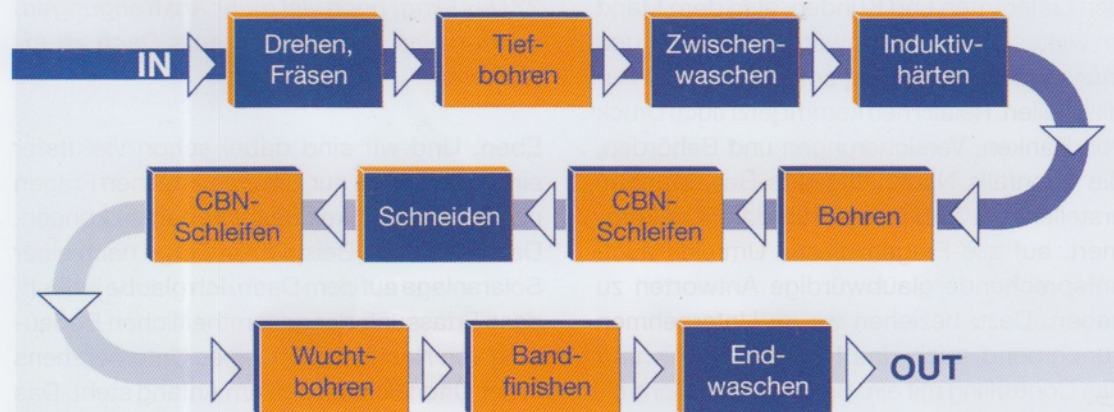 IN
Drehen,
Fräsen
Tief-
bohren
Zwischen-
waschen
Induktiv-
härten
Bohren
CBN-
Schleifen
Schneiden
CBN-
Schleifen
Wucht-
bohren
Band-
finishen
End-
waschen
OUT